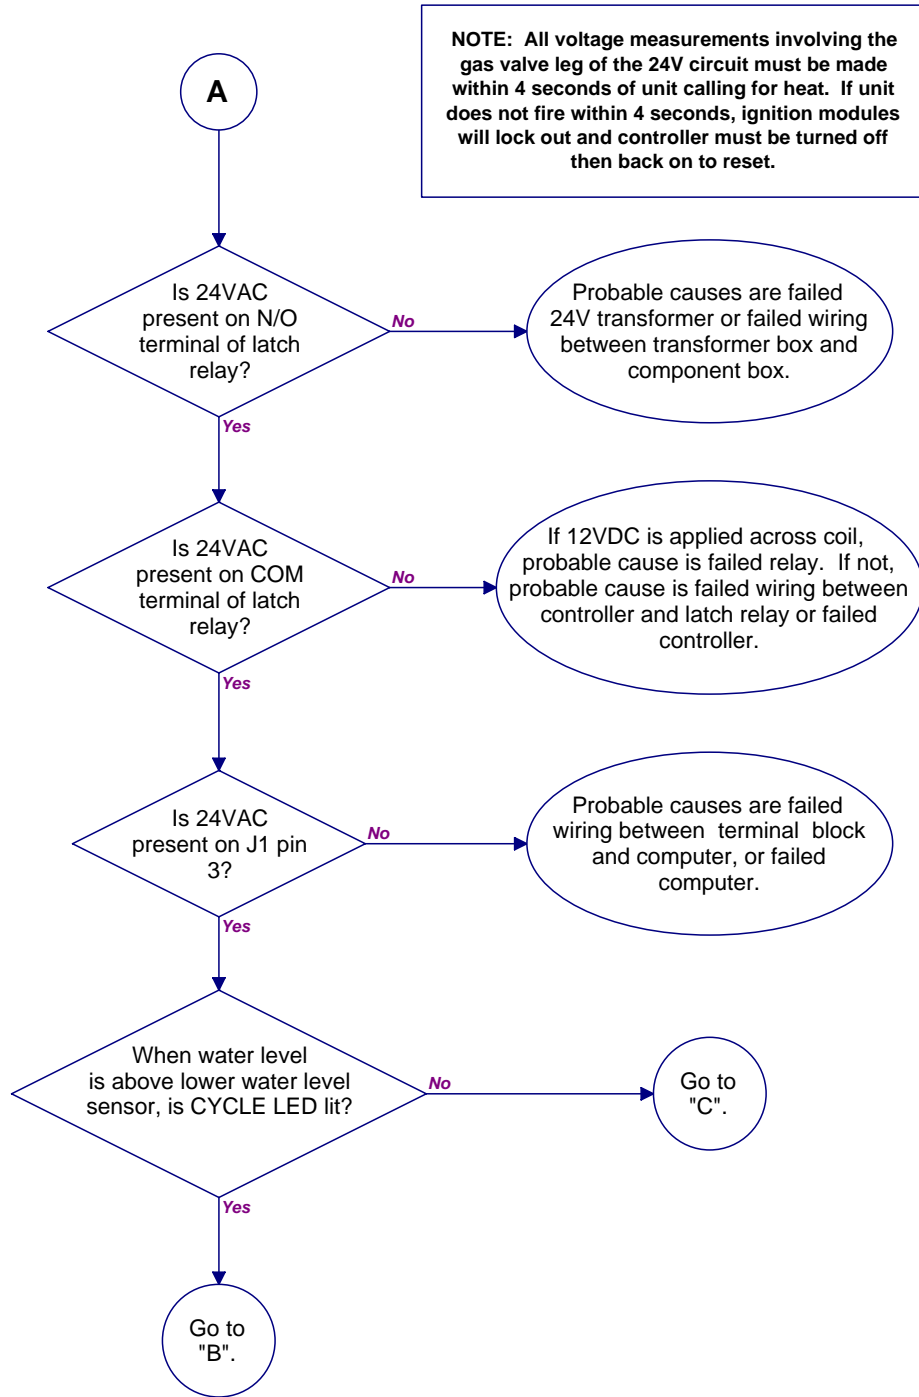 NOTE:  All voltage measurements involving the
gas valve leg of the 24V circuit must be made
within 4 seconds of unit calling for heat.  If unit
does not fire within 4 seconds, ignition modules
will lock out and controller must be turned off
then back on to reset.
A
Is 24VAC
present on N/O
terminal of latch
relay?
No
Probable causes are failed
24V transformer or failed wiring
between transformer box and
component box.
Yes
Is 24VAC
present on COM
terminal of latch
relay?
No
If 12VDC is applied across coil,
probable cause is failed relay.  If not,
probable cause is failed wiring between
controller and latch relay or failed
controller.
Yes
Is 24VAC
present on J1 pin
3?
No
Probable causes are failed
wiring between  terminal  block
and computer, or failed
computer.
Yes
When water level
is above lower water level
sensor, is CYCLE LED lit?
No
Go to
"C".
Yes
Go to
"B".